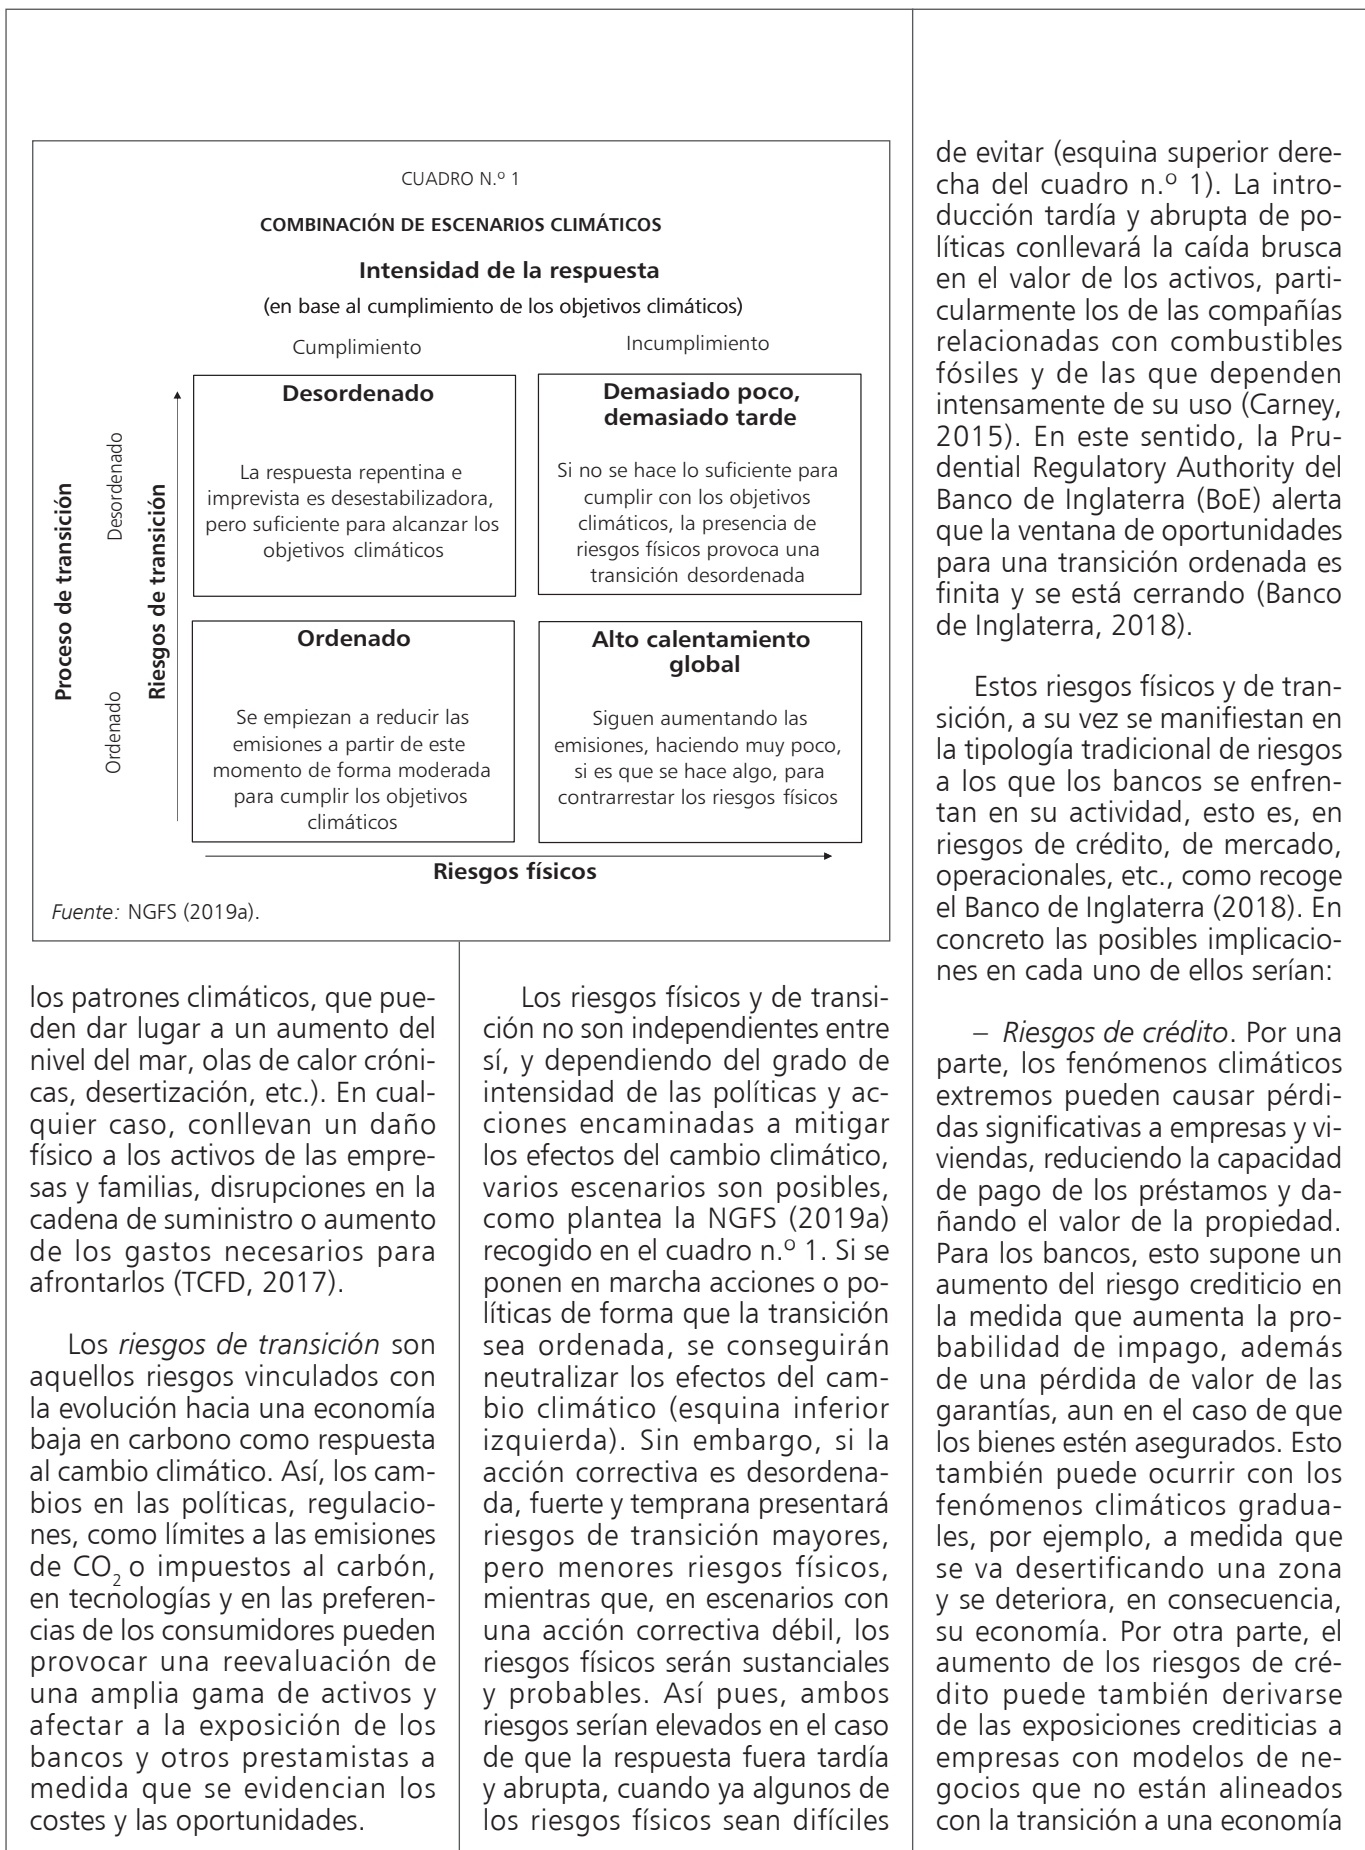 CUADRO N.º 1
COMBINACIÓN DE ESCENARIOS CLIMÁTICOS
Intensidad de la respuesta
(en base al cumplimiento de los objetivos climáticos)
Cumplimiento
Incumplimiento
Proceso de transición
Desordenado
Ordenado
Riesgos de transición
Desordenado
La respuesta repentina e
imprevista es desestabilizadora,
pero suficiente para alcanzar los
objetivos climáticos
Demasiado poco,
demasiado tarde
Si no se hace lo suficiente para
cumplir con los objetivos
climáticos, la presencia de
riesgos físicos provoca una
transición desordenada
Ordenado
Se empiezan a reducir las
emisiones a partir de este
momento de forma moderada
para cumplir los objetivos
climáticos
Alto calentamiento
global
Siguen aumentando las
emisiones, haciendo muy poco,
si es que se hace algo, para
contrarrestar los riesgos físicos
Riesgos físicos
Fuente: NGFS (2019a).
los patrones climáticos, que pue-
den dar lugar a un aumento del
nivel del mar, olas de calor cróni-
cas, desertización, etc.). En cual-
quier caso, conllevan un daño
físico a los activos de las empre-
sas y familias, disrupciones en la
cadena de suministro o aumento
de los gastos necesarios para
afrontarlos (TCFD, 2017).
Los riesgos de transición son
aquellos riesgos vinculados con
la evolución hacia una economía
baja en carbono como respuesta
al cambio climático. Así, los cam-
bios en las políticas, regulacio-
nes, como límites a las emisiones
de CO2 o impuestos al carbón,
en tecnologías y en las preferen-
cias de los consumidores pueden
provocar una reevaluación de
una amplia gama de activos y
afectar a la exposición de los
bancos y otros prestamistas a
medida que se evidencian los
costes y las oportunidades.
Los riesgos físicos y de transi-
ción no son independientes entre
sí, y dependiendo del grado de
intensidad de las políticas y ac-
ciones encaminadas a mitigar
los efectos del cambio climático,
varios escenarios son posibles,
como plantea la NGFS (2019a)
recogido en el cuadro n.º 1. Si se
ponen en marcha acciones o po-
líticas de forma que la transición
sea ordenada, se conseguirán
neutralizar los efectos del cam-
bio climático (esquina inferior
izquierda). Sin embargo, si la
acción correctiva es desordena-
da, fuerte y temprana presentará
riesgos de transición mayores,
pero menores riesgos físicos,
mientras que, en escenarios con
una acción correctiva débil, los
riesgos físicos serán sustanciales
y probables. Así pues, ambos
riesgos serían elevados en el caso
de que la respuesta fuera tardía
y abrupta, cuando ya algunos de
los riesgos físicos sean difíciles
de evitar (esquina superior dere-
cha del cuadro n.º 1). La intro-
ducción tardía y abrupta de po-
líticas conllevará la caída brusca
en el valor de los activos, parti-
cularmente los de las compañías
relacionadas con combustibles
fósiles y de las que dependen
intensamente de su uso (Carney,
2015). En este sentido, la Pru-
dential Regulatory Authority del
Banco de Inglaterra (BoE) alerta
que la ventana de oportunidades
para una transición ordenada es
finita y se está cerrando (Banco
de Inglaterra, 2018).
Estos riesgos físicos y de tran-
sición, a su vez se manifiestan en
la tipología tradicional de riesgos
a los que los bancos se enfren-
tan en su actividad, esto es, en
riesgos de crédito, de mercado,
operacionales, etc., como recoge
el Banco de Inglaterra (2018). En
concreto las posibles implicacio-
nes en cada uno de ellos serían:
– Riesgos de crédito. Por una
parte, los fenómenos climáticos
extremos pueden causar pérdi-
das significativas a empresas y vi-
viendas, reduciendo la capacidad
de pago de los préstamos y da-
ñando el valor de la propiedad.
Para los bancos, esto supone un
aumento del riesgo crediticio en
la medida que aumenta la pro-
babilidad de impago, además
de una pérdida de valor de las
garantías, aun en el caso de que
los bienes estén asegurados. Esto
también puede ocurrir con los
fenómenos climáticos gradua-
les, por ejemplo, a medida que
se va desertificando una zona
y se deteriora, en consecuencia,
su economía. Por otra parte, el
aumento de los riesgos de cré-
dito puede también derivarse
de las exposiciones crediticias a
empresas con modelos de ne-
gocios que no están alineados
con la transición a una economía